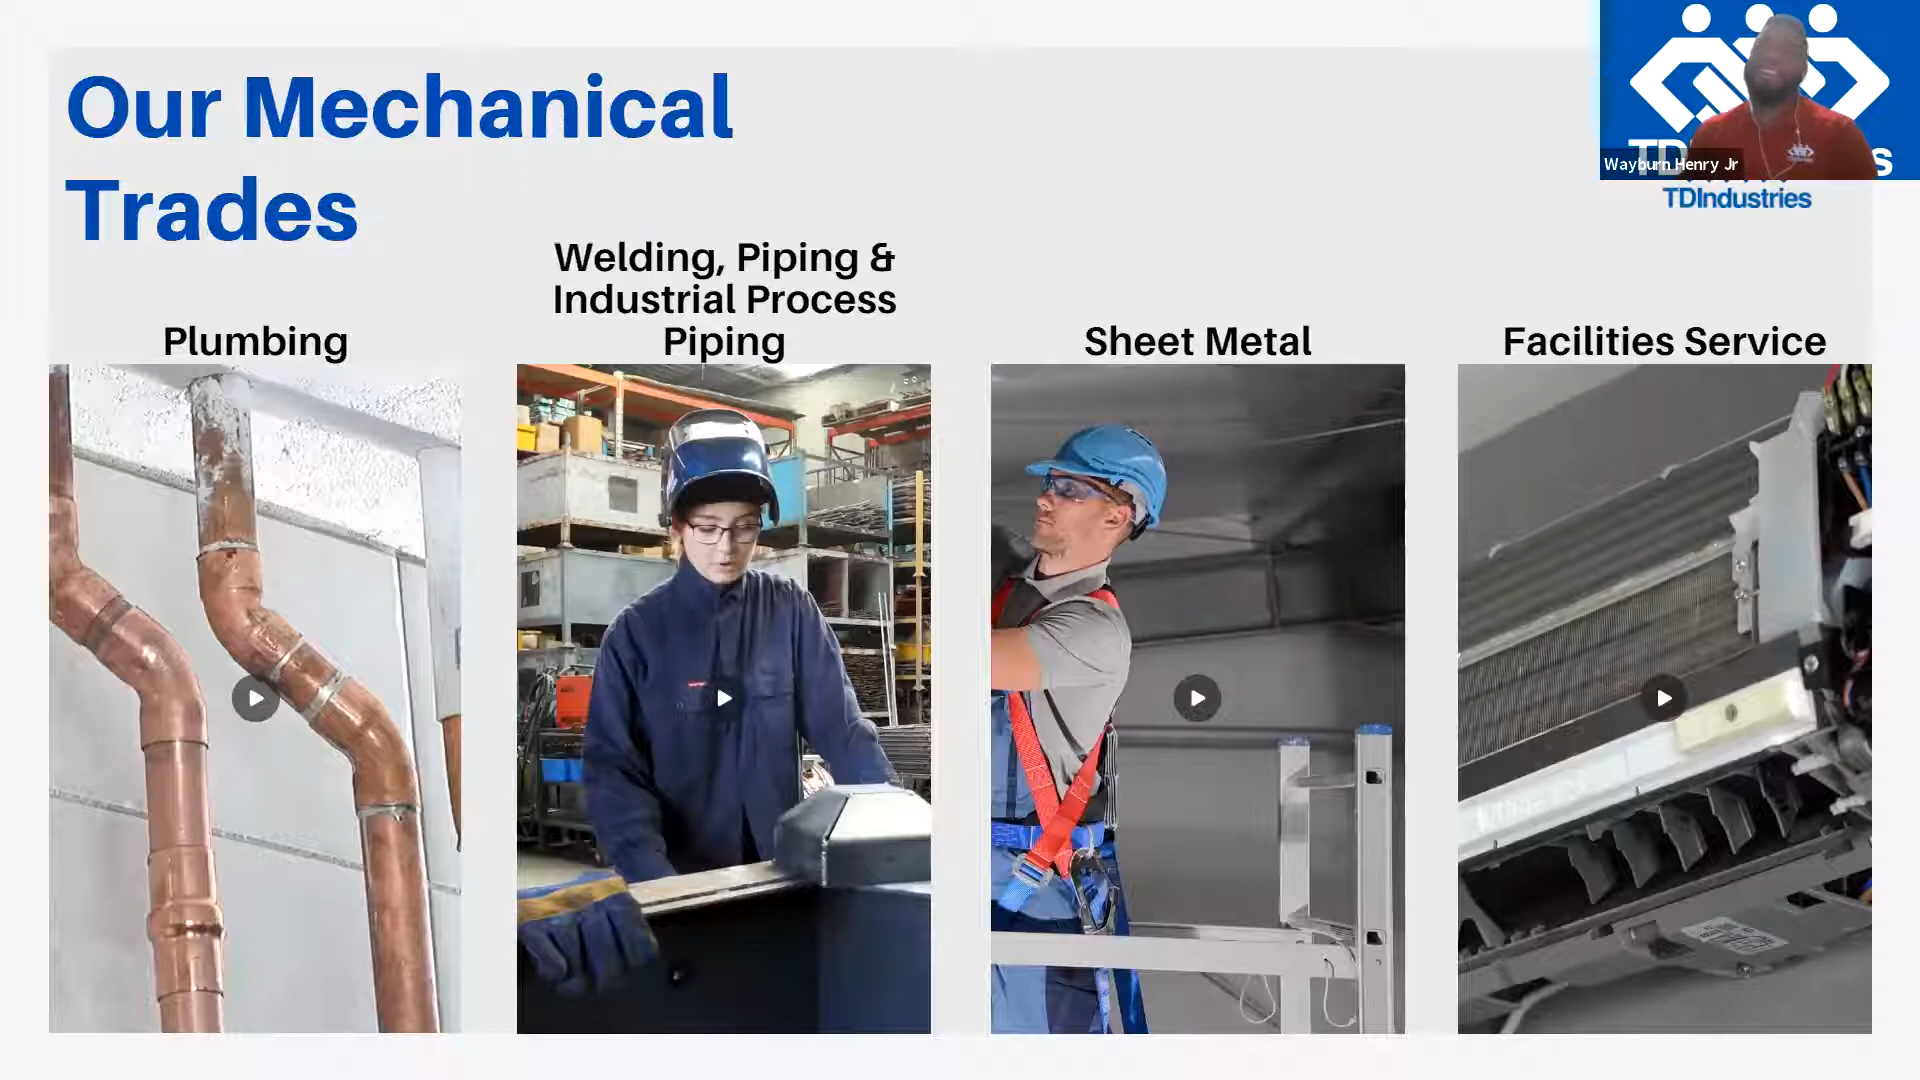 Our Mechanical
Trades
Wayburn Henry Jr
TDIndustries
Plumbing
Welding, Piping &
Industrial Process
Piping
Sheet Metal
Facilities Service